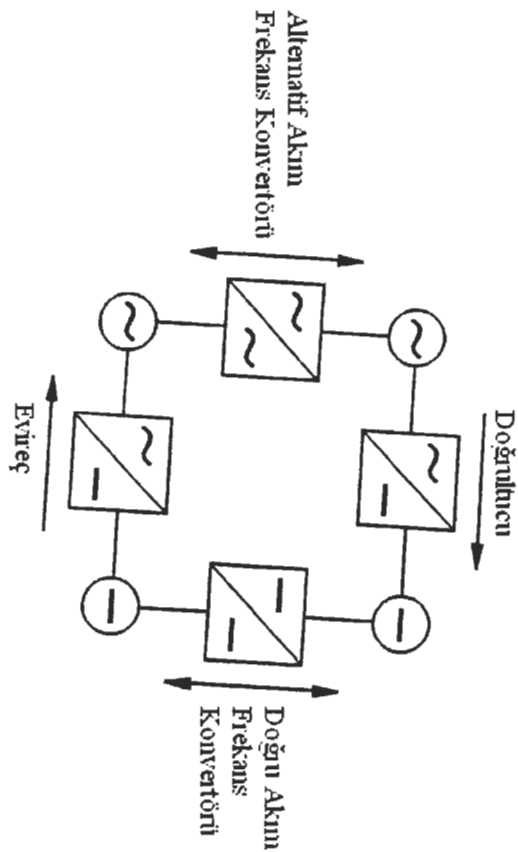 Alternatif Akım
Frekans Konvertörü
Doğrultucu
Evireç
Doğru Akım
Frekans
Konvertörü